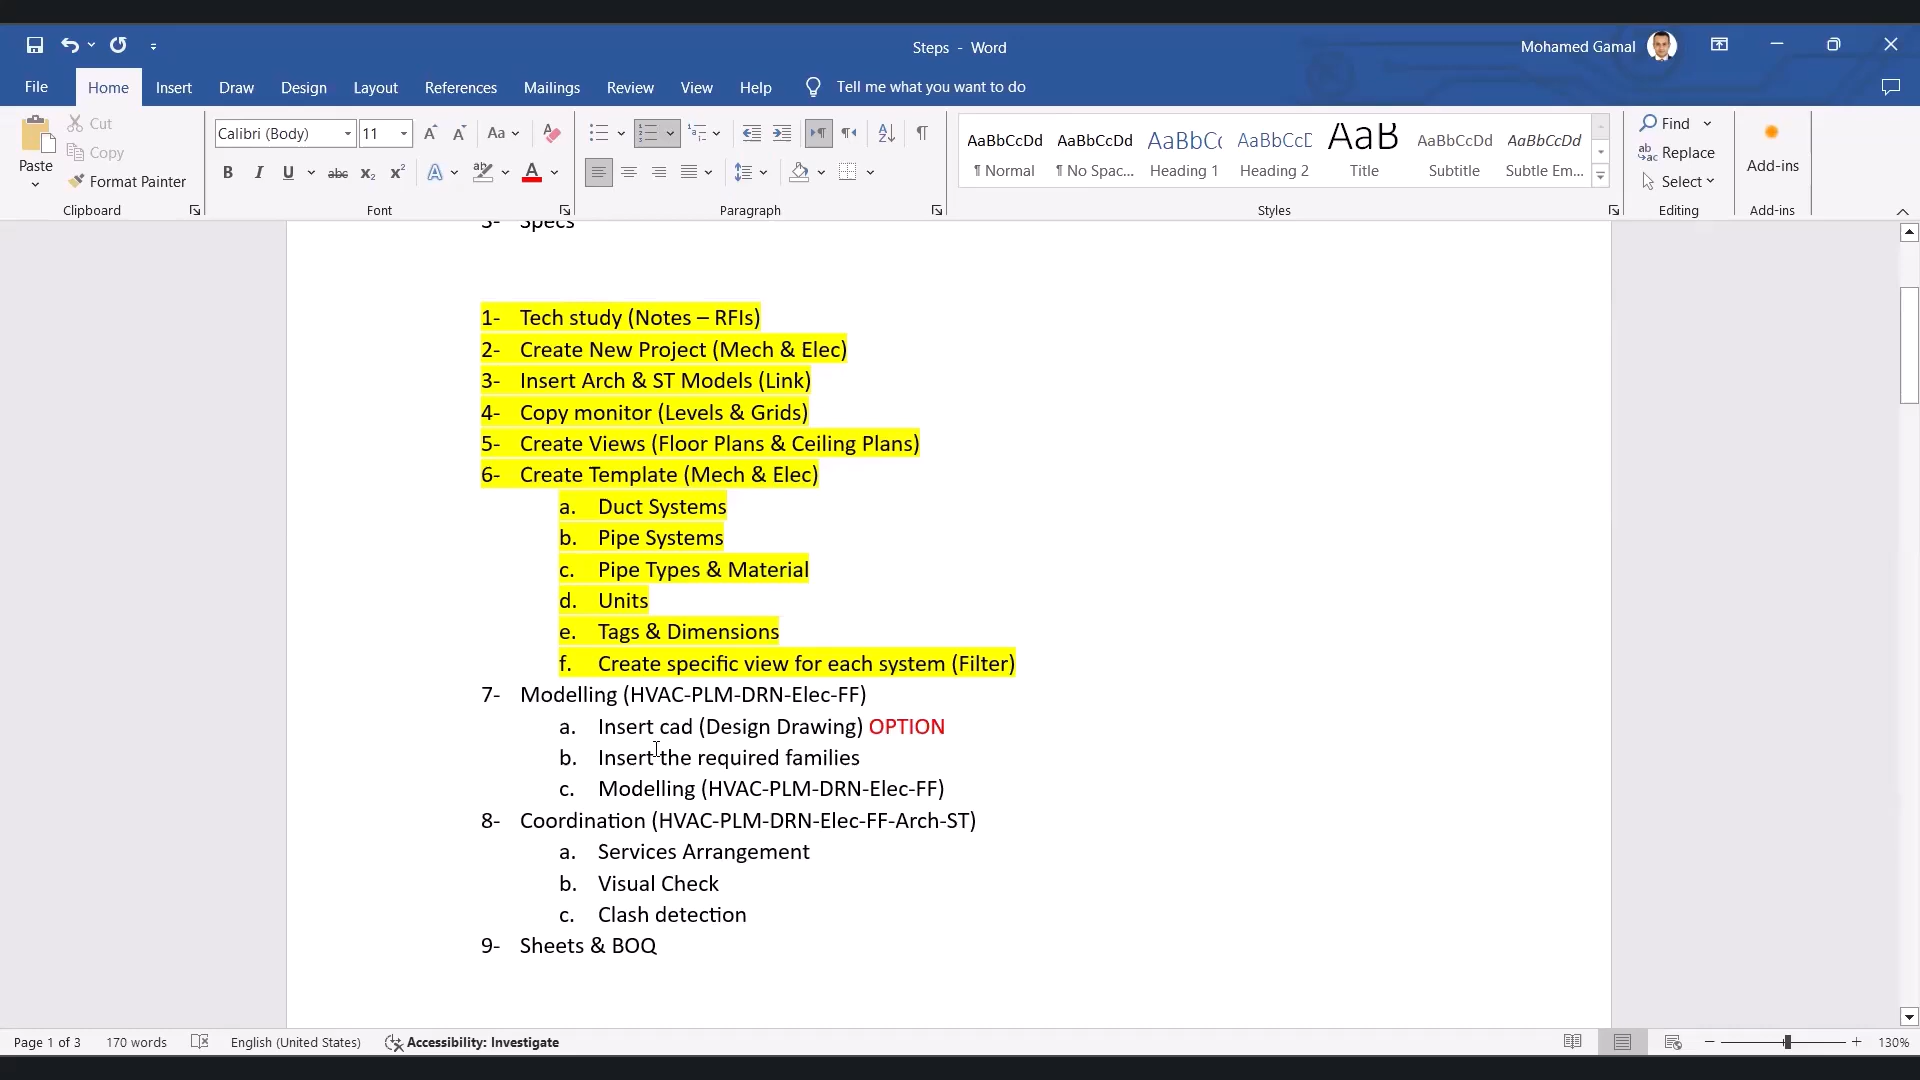 Steps - Word
Mohamed Gamal
File Home Insert Draw Design Layout References Mailings Review View Help Tell me what you want to do
Paste
Cut
Copy
Format Painter
Clipboard
Calibri (Body) 11
Font
Paragraph
AaBbCcDd AaBbCcDd AaBbCc AaBbCcD AaB AaBbCcDd AaBbCcDd
¶ Normal ¶ No Spac... Heading 1 Heading 2 Title Subtitle Subtle Em...
Styles
Find
Replace
Select
Editing
Add-ins
Add-ins
3- Specs
1- Tech study (Notes – RFIs)
2- Create New Project (Mech & Elec)
3- Insert Arch & ST Models (Link)
4- Copy monitor (Levels & Grids)
5- Create Views (Floor Plans & Ceiling Plans)
6- Create Template (Mech & Elec)
a. Duct Systems
b. Pipe Systems
c. Pipe Types & Material
d. Units
e. Tags & Dimensions
f. Create specific view for each system (Filter)
7- Modelling (HVAC-PLM-DRN-Elec-FF)
a. Insert cad (Design Drawing) OPTION
b. Insert the required families
c. Modelling (HVAC-PLM-DRN-Elec-FF)
8- Coordination (HVAC-PLM-DRN-Elec-FF-Arch-ST)
a. Services Arrangement
b. Visual Check
c. Clash detection
9- Sheets & BOQ
Page 1 of 3 170 words English (United States) Accessibility: Investigate 130%